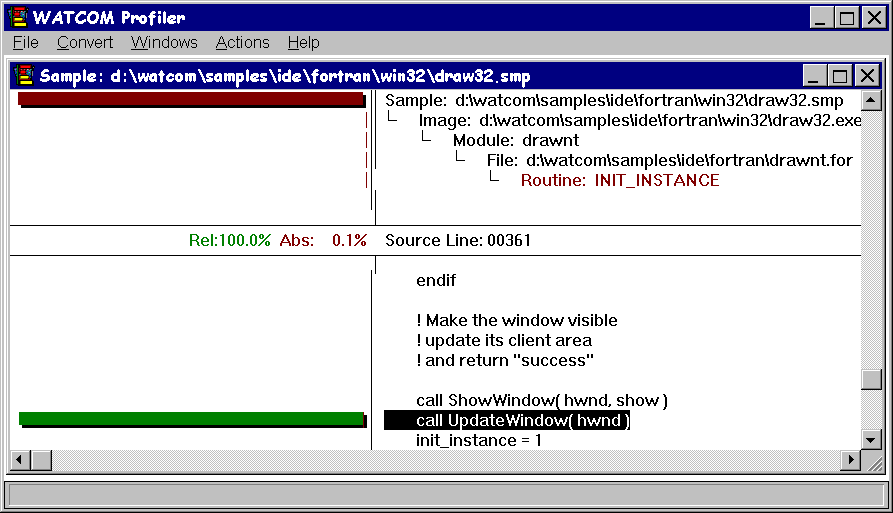 WATCOM Profiler
File Convert Windows Actions Help
Sample: d:\watcom\samples\ide\fortran\win32\draw32.smp
Sample: d:\watcom\samples\ide\fortran\win32\draw32.smp
Image: d:\watcom\samples\ide\fortran\win32\draw32.exe
Module: drawnt
File: d:\watcom\samples\ide\fortran\drawnt.for
Routine: INIT_INSTANCE
Rel:100.0% Abs: 0.1% Source Line: 00361
endif
! Make the window visible
! update its client area
! and return "success"
call ShowWindow( hwnd, show )
call UpdateWindow( hwnd )
init_instance = 1